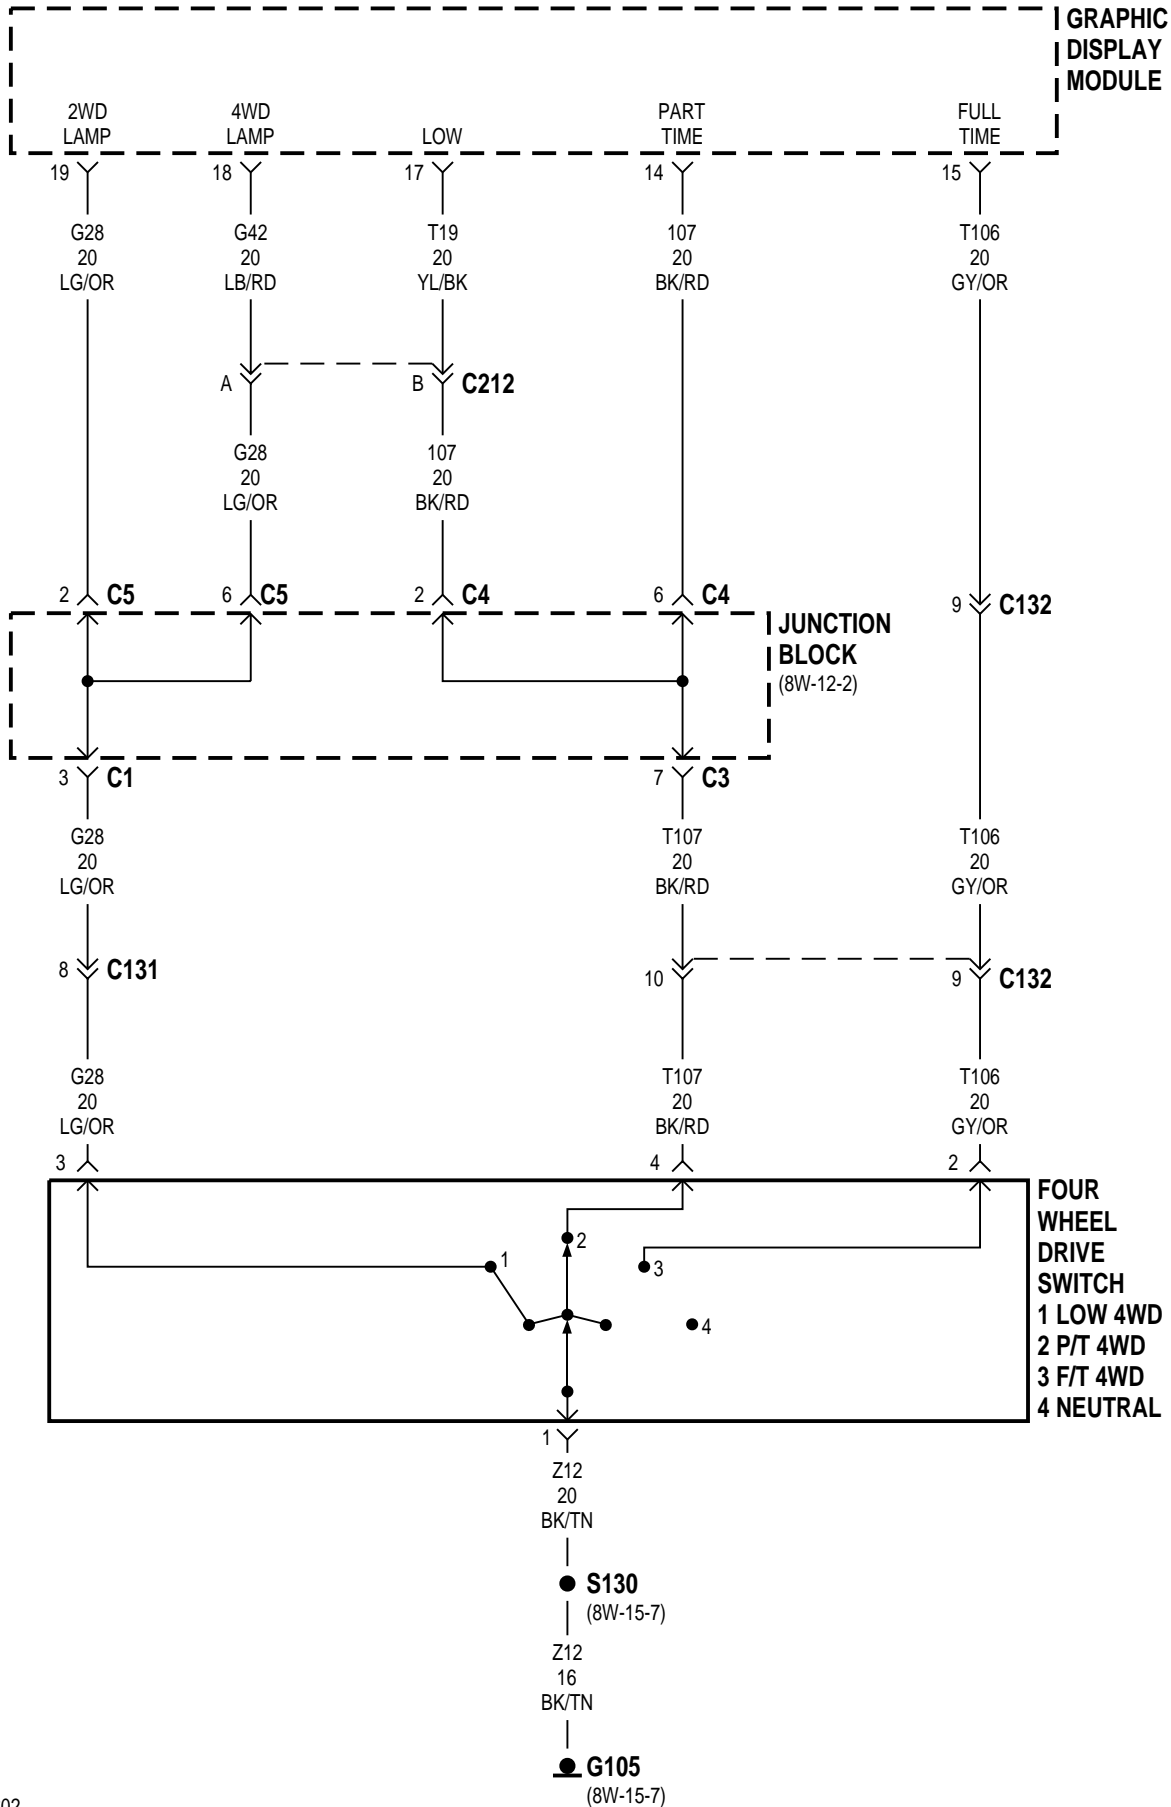 GRAPHIC
DISPLAY
MODULE
2WD
LAMP
4WD
LAMP
LOW
PART
TIME
FULL
TIME
19
18
17
14
15
G28
20
LG/OR
G42
20
LB/RD
T19
20
YL/BK
107
20
BK/RD
T106
20
GY/OR
A
B
C212
G28
20
LG/OR
107
20
BK/RD
2
C5
6
C5
2
C4
6
C4
9
C132
JUNCTION
BLOCK
(8W-12-2)
3
C1
7
C3
G28
20
LG/OR
T107
20
BK/RD
T106
20
GY/OR
8
C131
10
9
C132
G28
20
LG/OR
T107
20
BK/RD
T106
20
GY/OR
3
4
2
FOUR
WHEEL
DRIVE
SWITCH
1 LOW 4WD
2 P/T 4WD
3 F/T 4WD
4 NEUTRAL
1
2
3
4
1
Z12
20
BK/TN
S130
(8W-15-7)
Z12
16
BK/TN
G105
(8W-15-7)